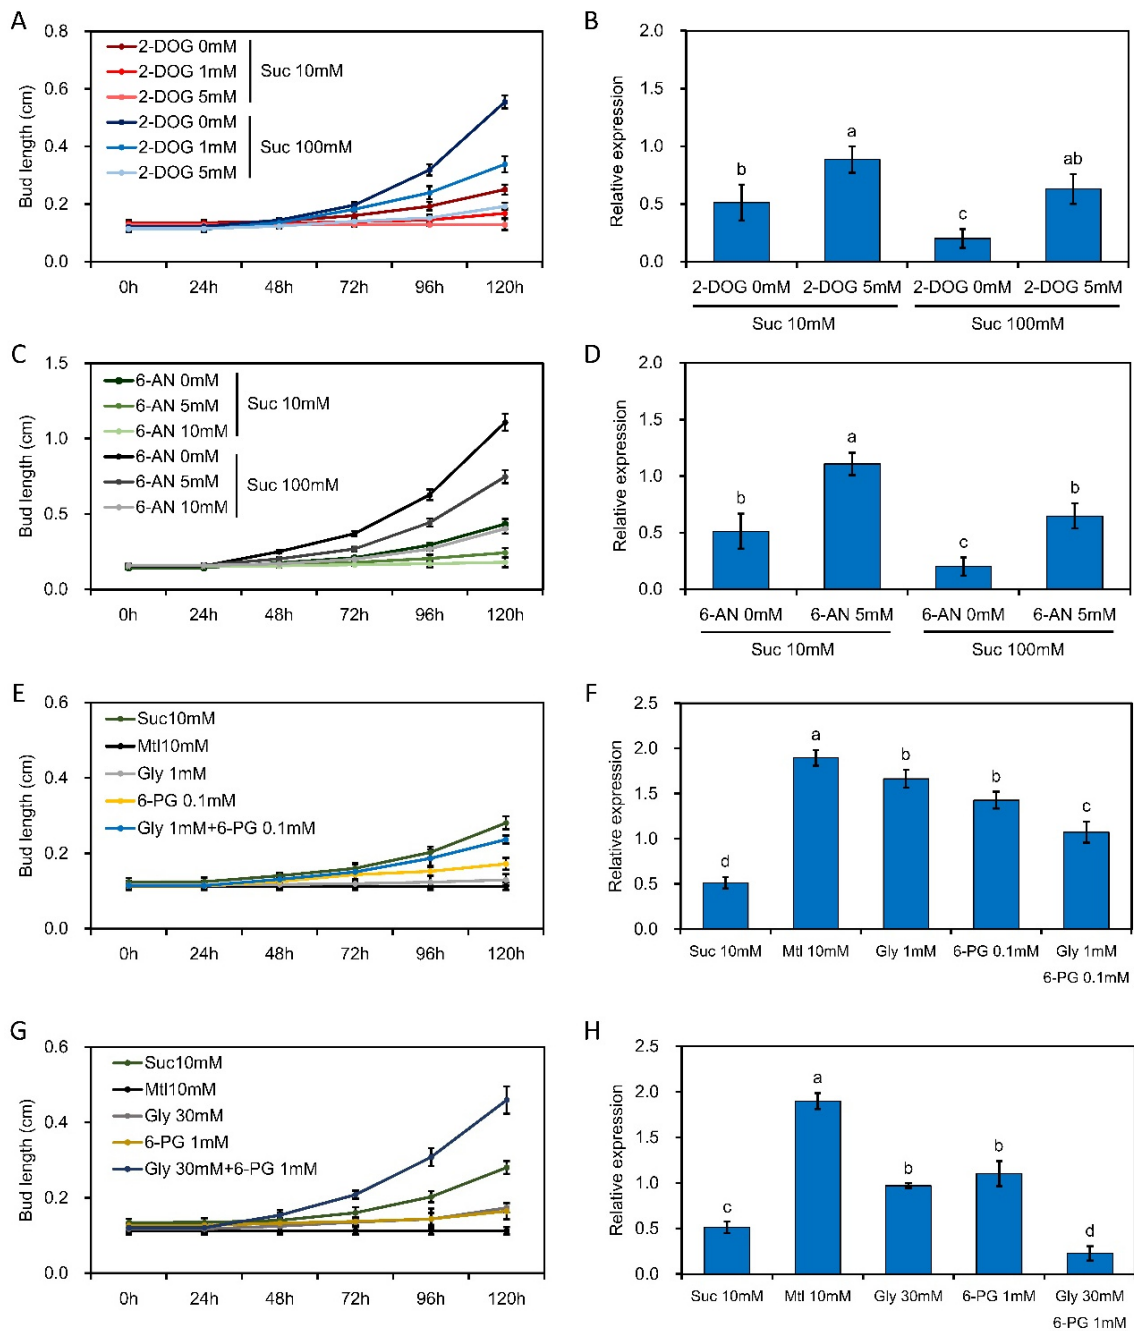 A
Bud length (cm)
0.8
0.6
0.4
0.2
0.0
2-DOG 0mM
2-DOG 1mM
2-DOG 5mM
Suc 10mM
2-DOG 0mM
2-DOG 1mM
2-DOG 5mM
Suc 100mM
0h 24h 48h 72h 96h 120h
B
Relative expression
2.0
1.5
1.0
0.5
0.0
b a c ab
2-DOG 0mM 2-DOG 5mM 2-DOG 0mM 2-DOG 5mM
Suc 10mM Suc 100mM
C
Bud length (cm)
1.5
1.0
0.5
0.0
6-AN 0mM
6-AN 5mM
6-AN 10mM
Suc 10mM
6-AN 0mM
6-AN 5mM
6-AN 10mM
Suc 100mM
0h 24h 48h 72h 96h 120h
D
Relative expression
2.0
1.5
1.0
0.5
0.0
b a c b
6-AN 0mM 6-AN 5mM 6-AN 0mM 6-AN 5mM
Suc 10mM Suc 100mM
E
Bud length (cm)
0.6
0.4
0.2
0.0
Suc10mM
Mtl10mM
Gly 1mM
6-PG 0.1mM
Gly 1mM+6-PG 0.1mM
0h 24h 48h 72h 96h 120h
F
Relative expression
2.5
2.0
1.5
1.0
0.5
0.0
d a b b c
Suc 10mM Mtl 10mM Gly 1mM 6-PG 0.1mM Gly 1mM
6-PG 0.1mM
G
Bud length (cm)
0.6
0.4
0.2
0.0
Suc10mM
Mtl10mM
Gly 30mM
6-PG 1mM
Gly 30mM+6-PG 1mM
0h 24h 48h 72h 96h 120h
H
Relative expression
2.5
2.0
1.5
1.0
0.5
0.0
c a b b d
Suc 10mM Mtl 10mM Gly 30mM 6-PG 1mM Gly 30mM
6-PG 1mM